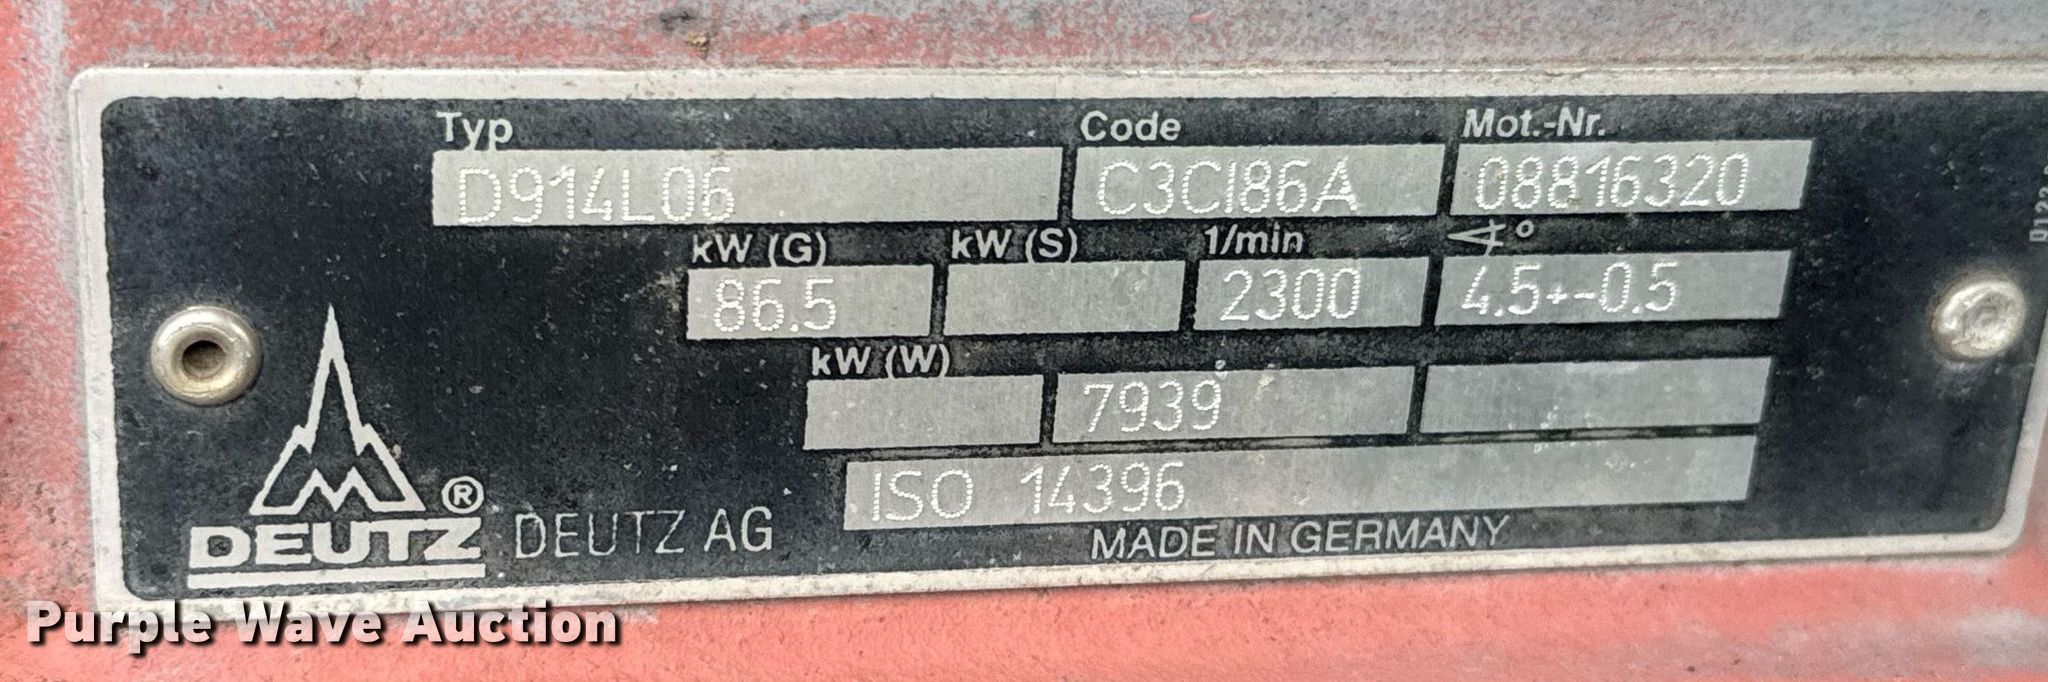 Typ Code Mot.-Nr.
D914L06 C3CI86A 08816320
kW (G) kW (S) 1/min ∢°
86.5 2300 4.5+-0.5
kW (W)
7939
ISO 14396
DEUTZ® DEUTZ AG MADE IN GERMANY
Purple Wave Auction